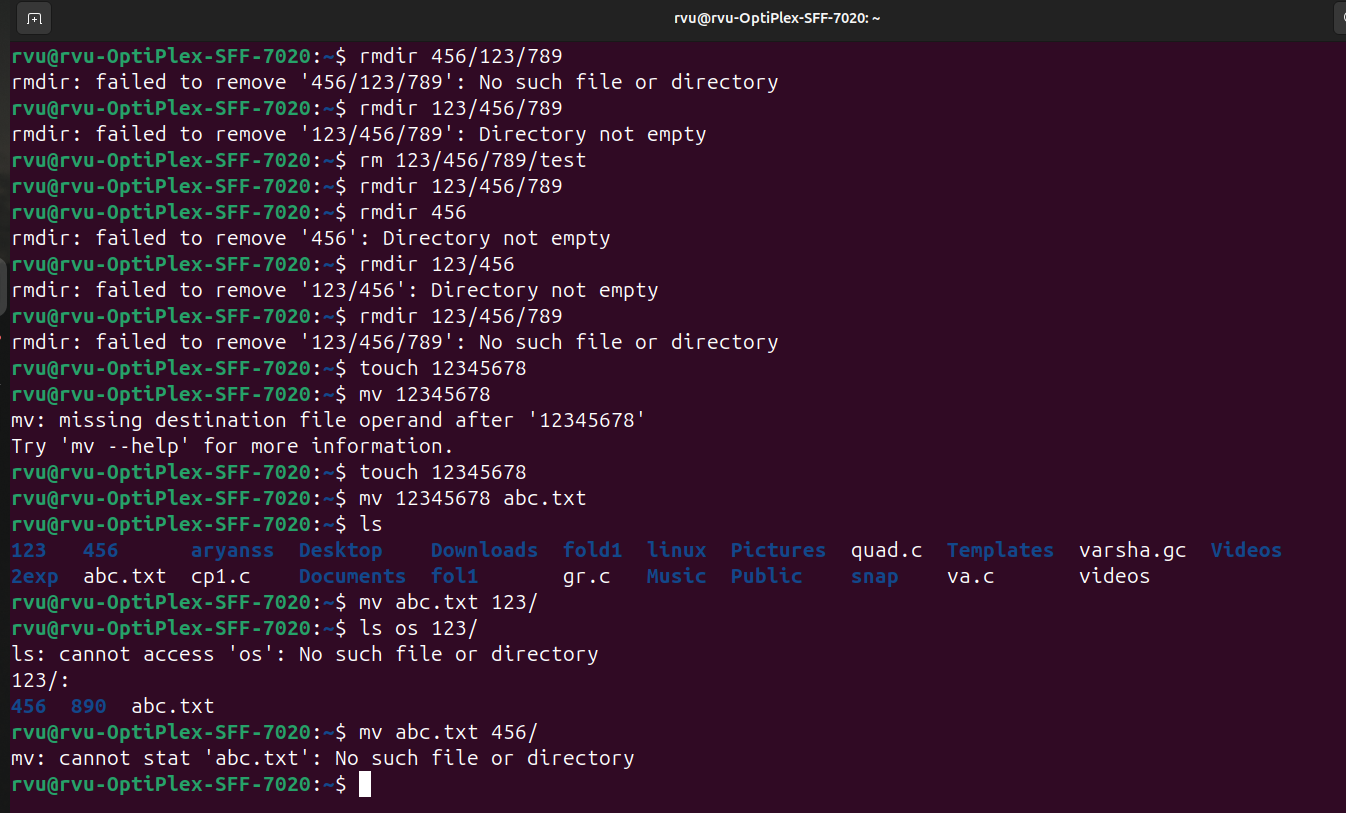 rvu@rvu-OptiPlex-SFF-7020: ~
rvu@rvu-OptiPlex-SFF-7020:~$ rmdir 456/123/789
rmdir: failed to remove '456/123/789': No such file or directory
rvu@rvu-OptiPlex-SFF-7020:~$ rmdir 123/456/789
rmdir: failed to remove '123/456/789': Directory not empty
rvu@rvu-OptiPlex-SFF-7020:~$ rm 123/456/789/test
rvu@rvu-OptiPlex-SFF-7020:~$ rmdir 123/456/789
rvu@rvu-OptiPlex-SFF-7020:~$ rmdir 456
rmdir: failed to remove '456': Directory not empty
rvu@rvu-OptiPlex-SFF-7020:~$ rmdir 123/456
rmdir: failed to remove '123/456': Directory not empty
rvu@rvu-OptiPlex-SFF-7020:~$ rmdir 123/456/789
rmdir: failed to remove '123/456/789': No such file or directory
rvu@rvu-OptiPlex-SFF-7020:~$ touch 12345678
rvu@rvu-OptiPlex-SFF-7020:~$ mv 12345678
mv: missing destination file operand after '12345678'
Try 'mv --help' for more information.
rvu@rvu-OptiPlex-SFF-7020:~$ touch 12345678
rvu@rvu-OptiPlex-SFF-7020:~$ mv 12345678 abc.txt
rvu@rvu-OptiPlex-SFF-7020:~$ ls
123   456      aryanss  Desktop    Downloads  fold1  linux  Pictures  quad.c  Templates  varsha.gc  Videos
2exp  abc.txt  cp1.c    Documents  fol1       gr.c   Music  Public    snap    va.c       videos
rvu@rvu-OptiPlex-SFF-7020:~$ mv abc.txt 123/
rvu@rvu-OptiPlex-SFF-7020:~$ ls os 123/
ls: cannot access 'os': No such file or directory
123/:
456  890  abc.txt
rvu@rvu-OptiPlex-SFF-7020:~$ mv abc.txt 456/
mv: cannot stat 'abc.txt': No such file or directory
rvu@rvu-OptiPlex-SFF-7020:~$